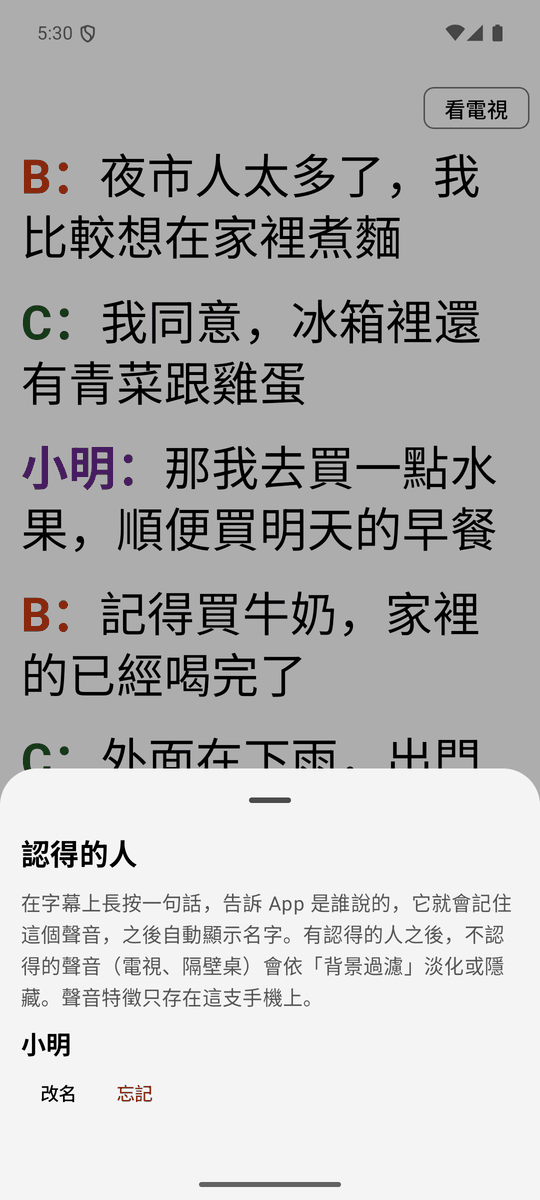 5:30
看電視
B：夜市人太多了，我
比較想在家裡煮麵
C：我同意，冰箱裡還
有青菜跟雞蛋
小明：那我去買一點水
果，順便買明天的早餐
B：記得買牛奶，家裡
的已經喝完了
C：外面在下雨，出門
認得的人
在字幕上長按一句話，告訴 App 是誰說的，它就會記住
這個聲音，之後自動顯示名字。有認得的人之後，不認
得的聲音（電視、隔壁桌）會依「背景過濾」淡化或隱
藏。聲音特徵只存在這支手機上。
小明
改名
忘記